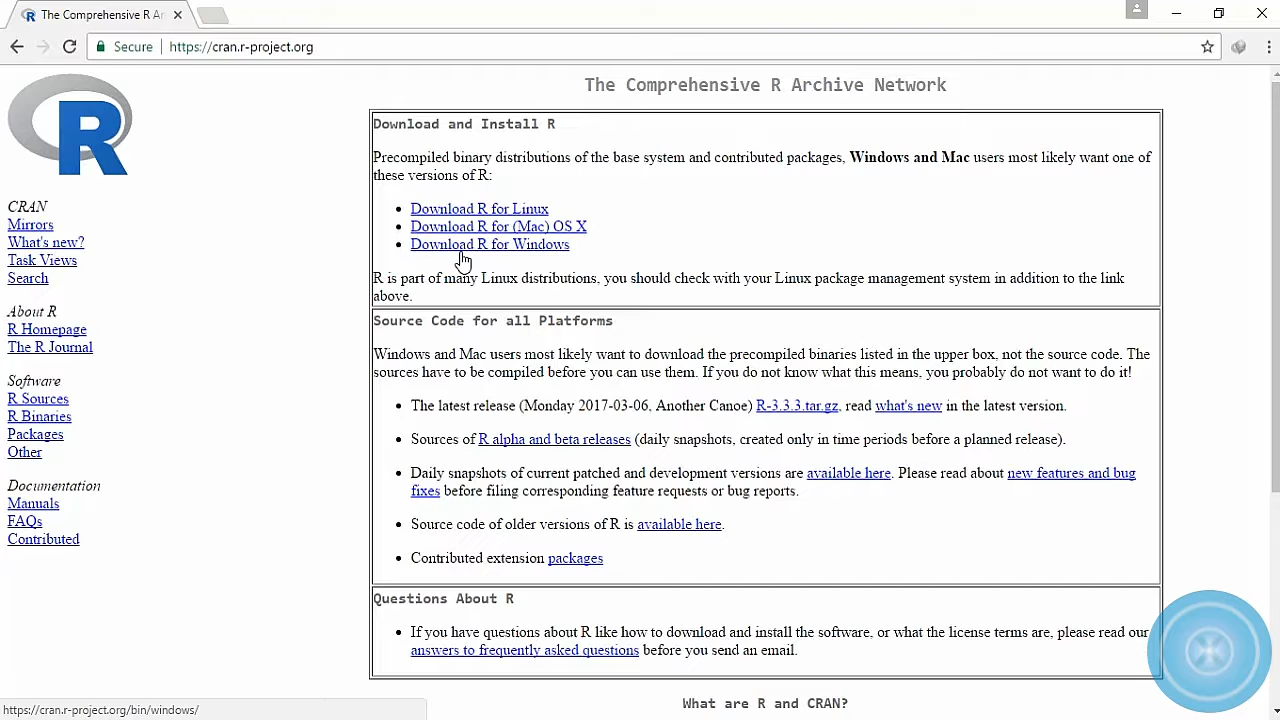 The Comprehensive R Ar
Secure
https://cran.r-project.org
R
The Comprehensive R Archive Network
CRAN
Mirrors
What's new?
Task Views
Search
About R
R Homepage
The R Journal
Software
R Sources
R Binaries
Packages
Other
Documentation
Manuals
FAQs
Contributed
Download and Install R
Precompiled binary distributions of the base system and contributed packages, Windows and Mac users most likely want one of
these versions of R:
Download R for Linux
Download R for (Mac) OS X
Download R for Windows
R is part of many Linux distributions, you should check with your Linux package management system in addition to the link
above.
Source Code for all Platforms
Windows and Mac users most likely want to download the precompiled binaries listed in the upper box, not the source code. The
sources have to be compiled before you can use them. If you do not know what this means, you probably do not want to do it!
The latest release (Monday 2017-03-06, Another Canoe) R-3.3.3.tar.gz, read what's new in the latest version.
Sources of R alpha and beta releases (daily snapshots, created only in time periods before a planned release).
Daily snapshots of current patched and development versions are available here. Please read about new features and bug
fixes before filing corresponding feature requests or bug reports.
Source code of older versions of R is available here.
Contributed extension packages
Questions About R
If you have questions about R like how to download and install the software, or what the license terms are, please read our
answers to frequently asked questions before you send an email.
What are R and CRAN?
https://cran.r-project.org/bin/windows/